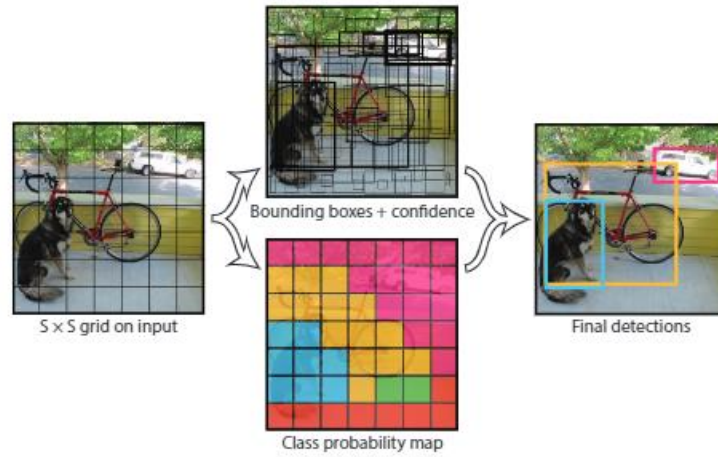 Bounding boxes + confidence
S × S grid on input
Final detections
Class probability map